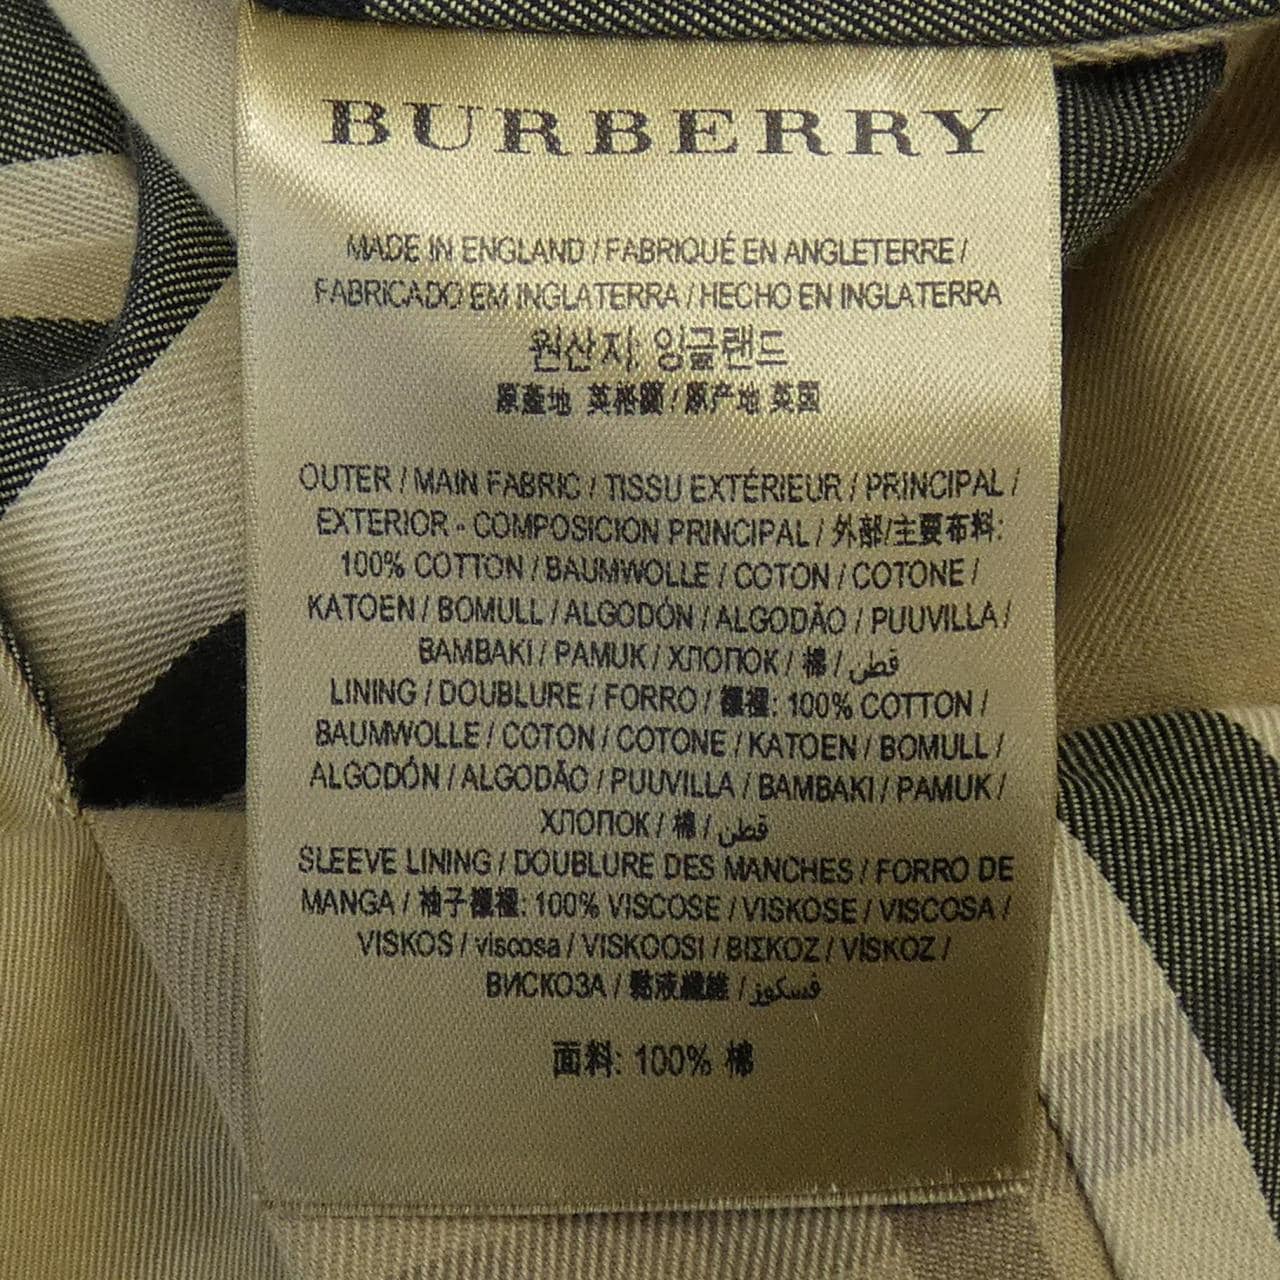 BURBERRY
MADE IN ENGLAND / FABRIQUÉ EN ANGLETERRE /
FABRICADO EM INGLATERRA / HECHO EN INGLATERRA
원산지: 잉글랜드
原產地 英格蘭 / 原产地 英国
OUTER / MAIN FABRIC / TISSU EXTÉRIEUR / PRINCIPAL /
EXTERIOR - COMPOSICION PRINCIPAL / 外部/主要布料:
100% COTTON / BAUMWOLLE / COTON / COTONE /
KATOEN / BOMULL / ALGODÓN / ALGODÃO / PUUVILLA /
BAMBAKI / PAMUK / ХЛОПОК / 棉 / قطن
LINING / DOUBLURE / FORRO / 襯裡: 100% COTTON /
BAUMWOLLE / COTON / COTONE / KATOEN / BOMULL /
ALGODÓN / ALGODÃO / PUUVILLA / BAMBAKI / PAMUK /
ХЛОПОК / 棉 / قطن
SLEEVE LINING / DOUBLURE DES MANCHES / FORRO DE
MANGA / 袖子襯裡: 100% VISCOSE / VISKOSE / VISCOSA /
VISKOS / viscosa / VISKOOSI / ΒΙΣΚΟΖ / VİSKOZ /
ВИСКОЗА / 黏液纖維 / فسكوز
面料: 100% 棉